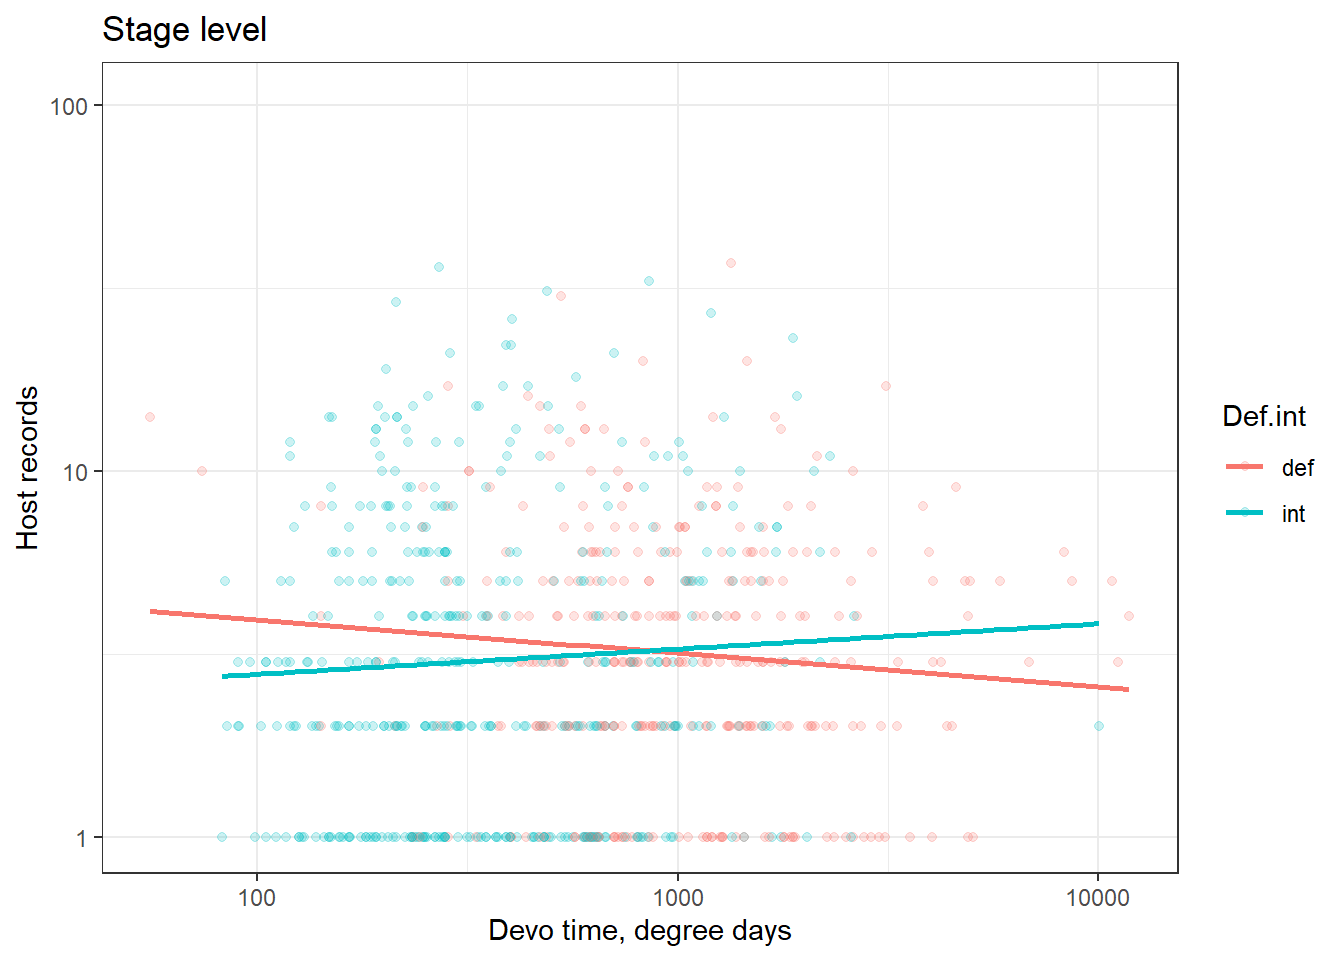 Stage level
100
10
1
Host records
100
1000
10000
Devo time, degree days
Def.int
def
int